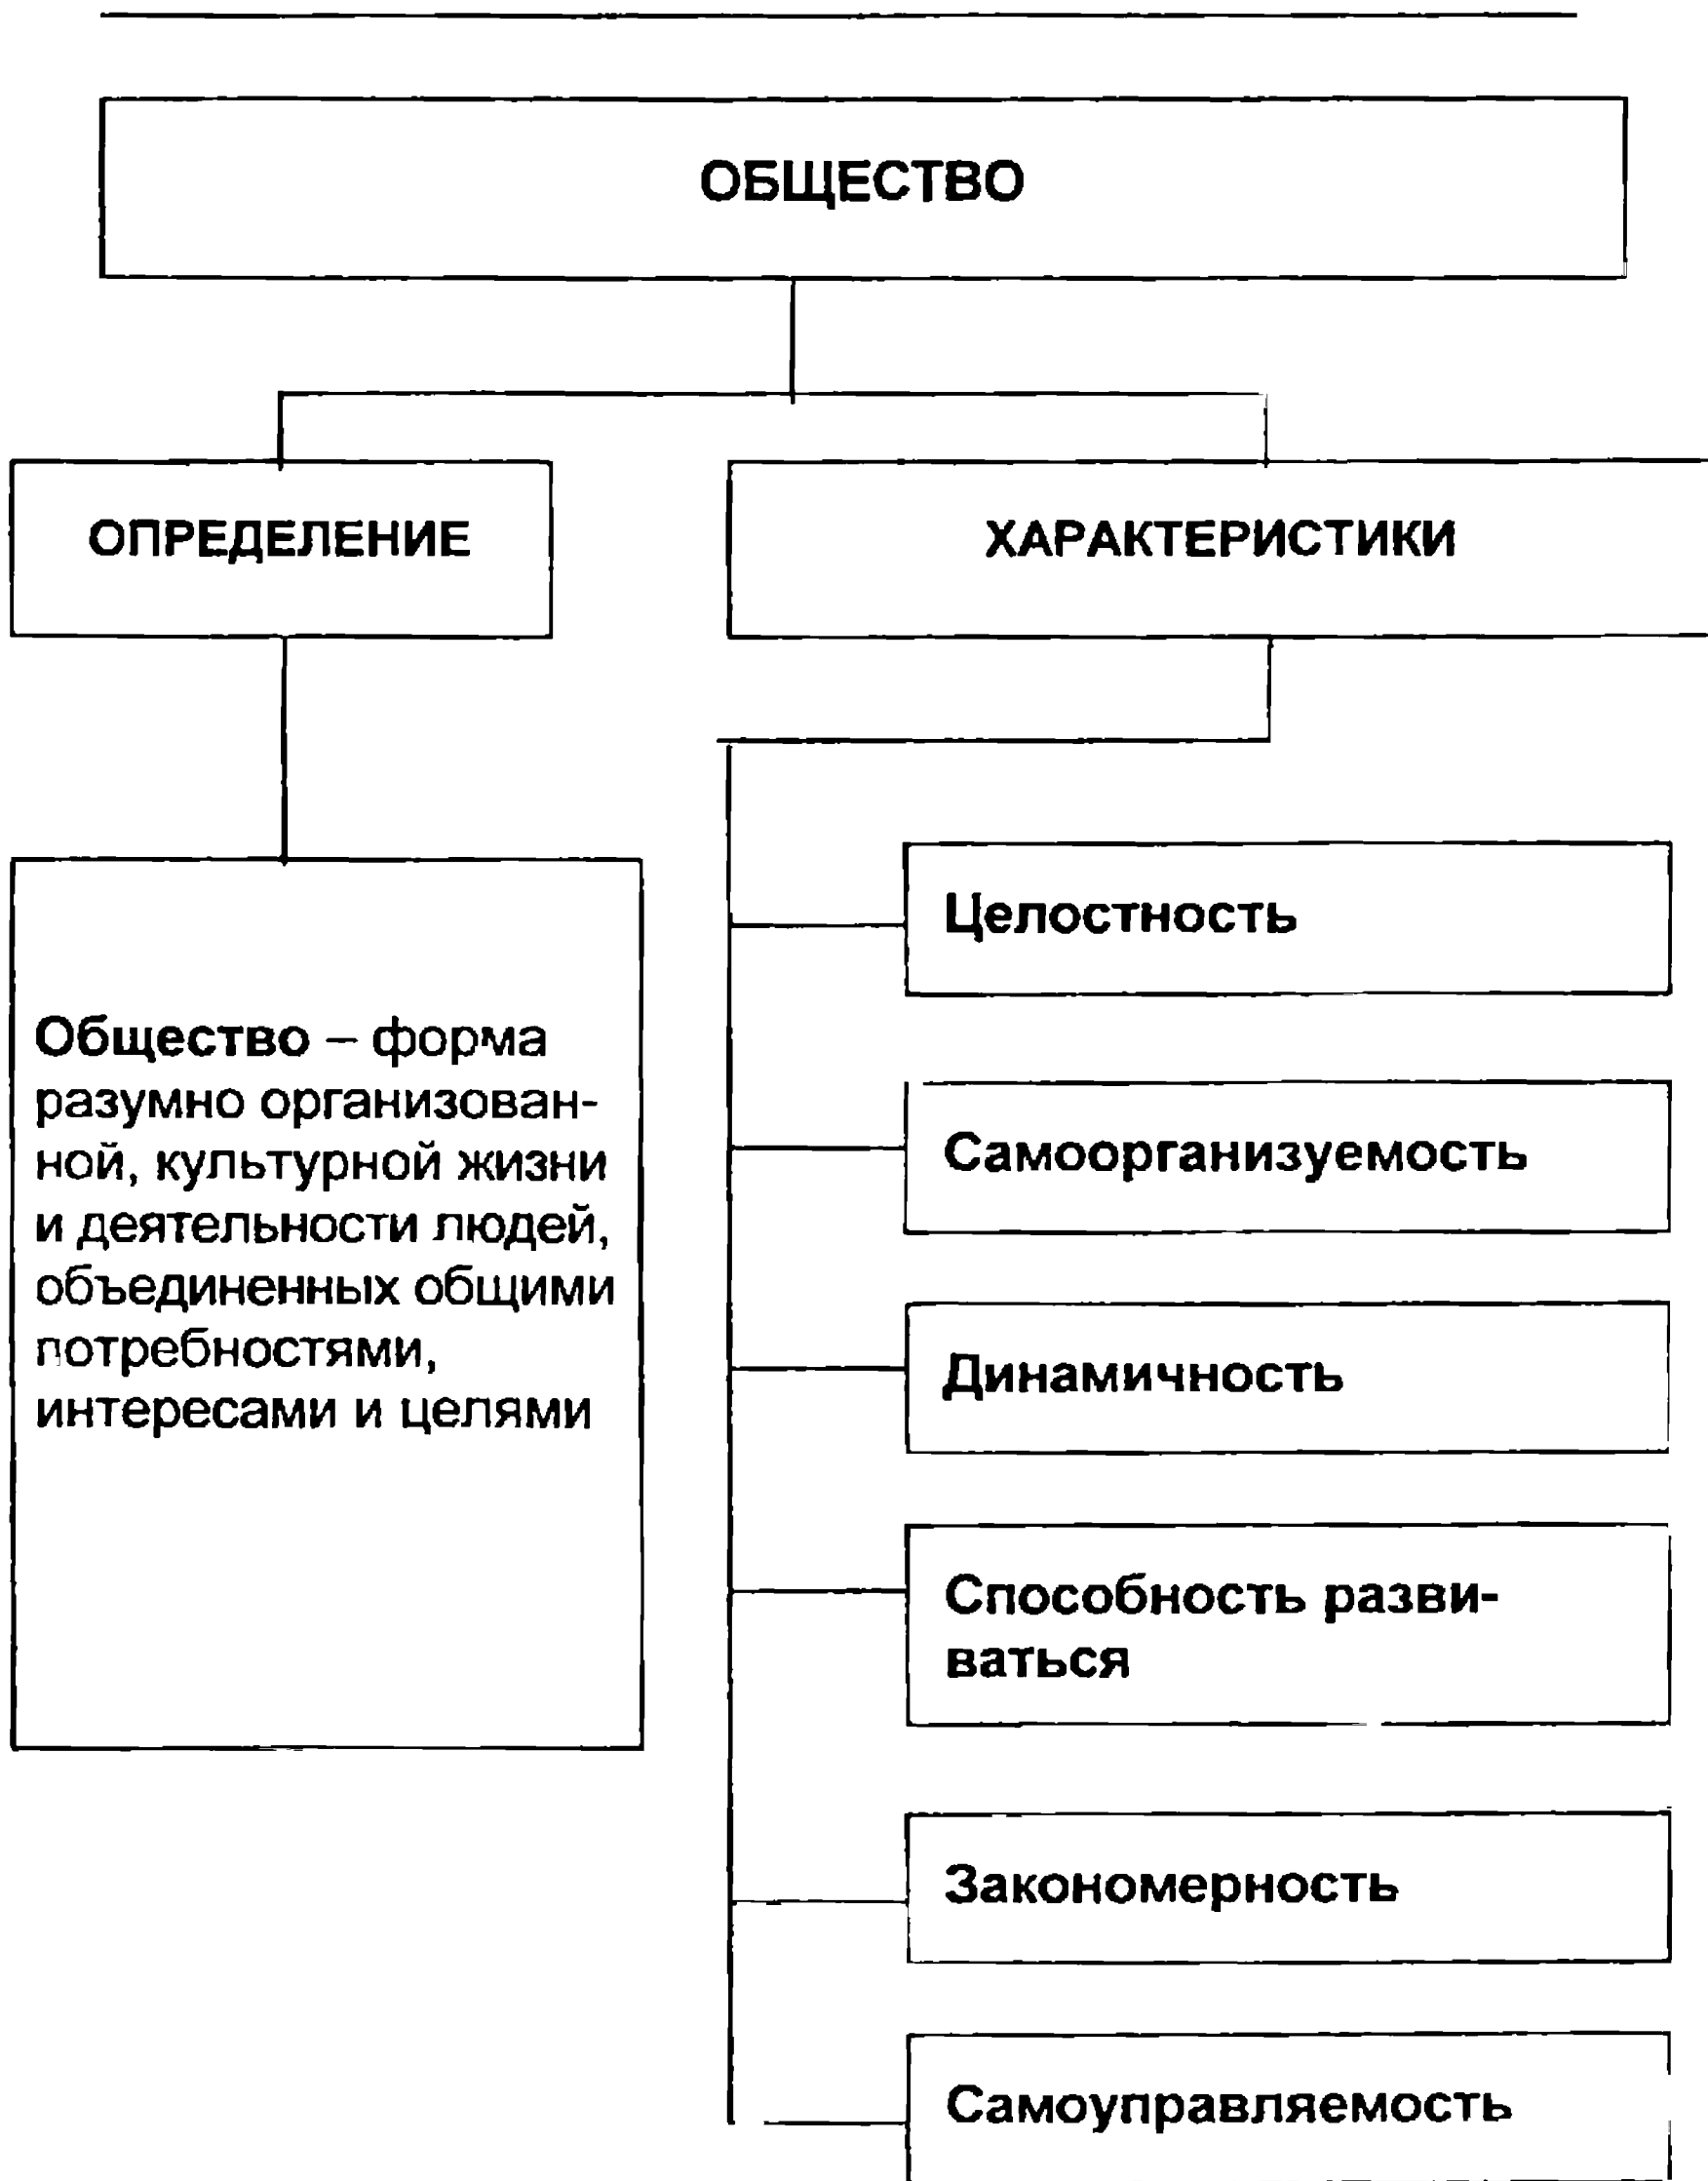 ОБЩЕСТВО
ОПРЕДЕЛЕНИЕ
ХАРАКТЕРИСТИКИ
Общество – форма
разумно организован-
ной, культурной жизни
и деятельности людей,
объединенных общими
потребностями,
интересами и целями
Целостность
Самоорганизуемость
Динамичность
Способность разви-
ваться
Закономерность
Самоуправляемость